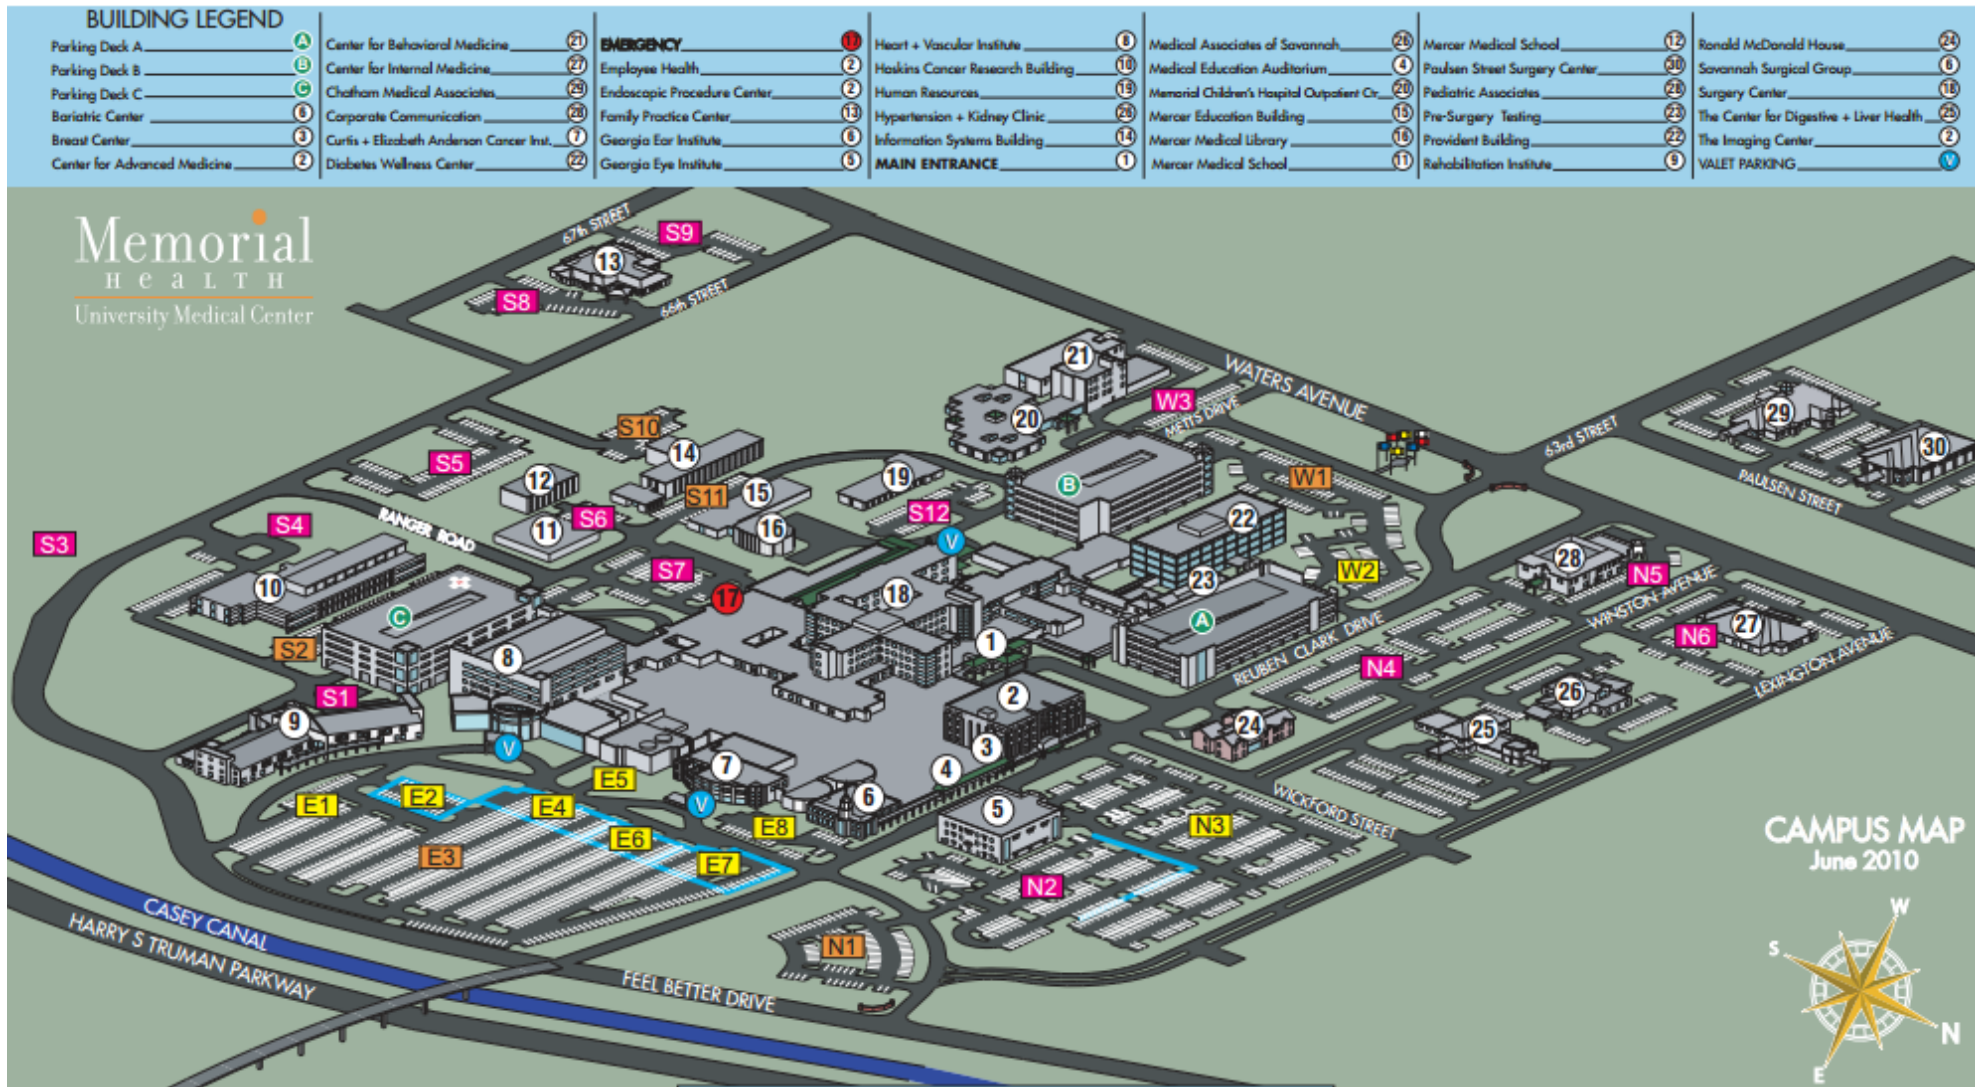 BUILDING LEGEND
Parking Deck A A
Parking Deck B B
Parking Deck C C
Bariatric Center 6
Breast Center 3
Center for Advanced Medicine 2
Center for Behavioral Medicine 21
Center for Internal Medicine 27
Chatham Medical Associates 29
Corporate Communication 28
Curtis + Elizabeth Anderson Cancer Inst. 7
Diabetes Wellness Center 22
EMERGENCY 17
Employee Health 2
Endoscopic Procedure Center 2
Family Practice Center 13
Georgia Ear Institute 6
Georgia Eye Institute 5
Heart + Vascular Institute 8
Hoskins Cancer Research Building 10
Human Resources 19
Hypertension + Kidney Clinic 26
Information Systems Building 14
MAIN ENTRANCE 1
Medical Associates of Savannah 26
Medical Education Auditorium 4
Memorial Children's Hospital Outpatient Ctr 20
Mercer Education Building 15
Mercer Medical Library 16
Mercer Medical School 11
Mercer Medical School 12
Paulsen Street Surgery Center 30
Pediatric Associates 28
Pre-Surgery Testing 23
Provident Building 22
Rehabilitation Institute 9
Ronald McDonald House 24
Savannah Surgical Group 6
Surgery Center 18
The Center for Digestive + Liver Health 25
The Imaging Center 2
VALET PARKING V
Memorial
HeaLTH
University Medical Center
67th STREET
S9
13
S8
66th STREET
21
WATERS AVENUE
W3
METTS DRIVE
20
29
63rd STREET
30
PAULSEN STREET
S10
14
S5
12
S11
15
19
B
W1
S3
S4
RANGER ROAD
11
S6
16
S12
V
22
28
W2
N5
WINSTON AVENUE
10
S7
17
18
23
C
A
REUBEN CLARK DRIVE
N6
27
LEXINGTON AVENUE
S2
8
1
N4
S1
2
26
9
24
25
V
3
7
4
E5
E1
E2
E4
V
6
5
WICKFORD STREET
E8
N3
E6
E3
E7
N2
CAMPUS MAP
June 2010
CASEY CANAL
HARRY S TRUMAN PARKWAY
N1
FEEL BETTER DRIVE
W
S
N
E